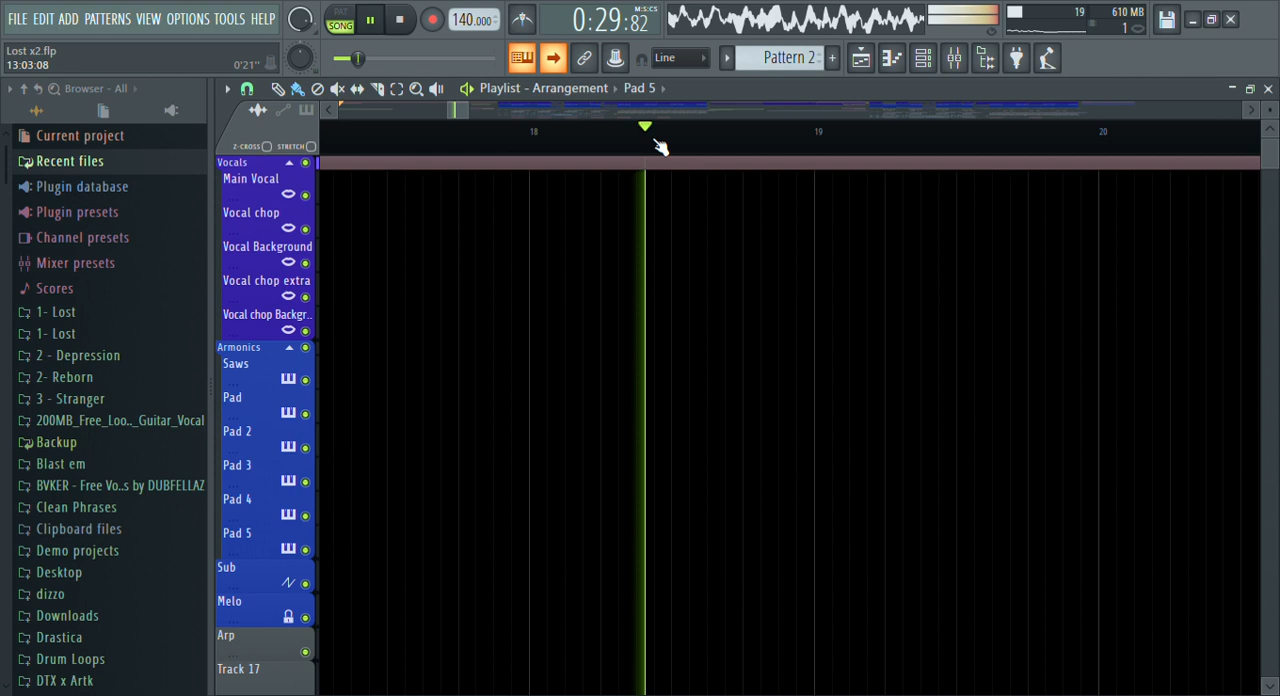 FILE EDIT ADD PATTERNS VIEW OPTIONS TOOLS HELP
PAT
SONG
140.000
0:29:82
M:S:CS
19
610 MB
1
Lost x2.flp
13:03:08
0'21"
Line
Pattern 2
+
Browser - All
Playlist - Arrangement
Pad 5
Current project
Recent files
Plugin database
Plugin presets
Channel presets
Mixer presets
Scores
1- Lost
1- Lost
2 - Depression
2- Reborn
3 - Stranger
200MB_Free_Loo.._Guitar_Vocal
Backup
Blast em
BVKER - Free Vo..s by DUBFELLAZ
Clean Phrases
Clipboard files
Demo projects
Desktop
dizzo
Downloads
Drastica
Drum Loops
DTX x Artk
Z-CROSS
STRETCH
18
19
20
Vocals
Main Vocal
Vocal chop
Vocal Background
Vocal chop extra
Vocal chop Backgr..
Armonics
Saws
Pad
Pad 2
Pad 3
Pad 4
Pad 5
Sub
Melo
Arp
Track 17